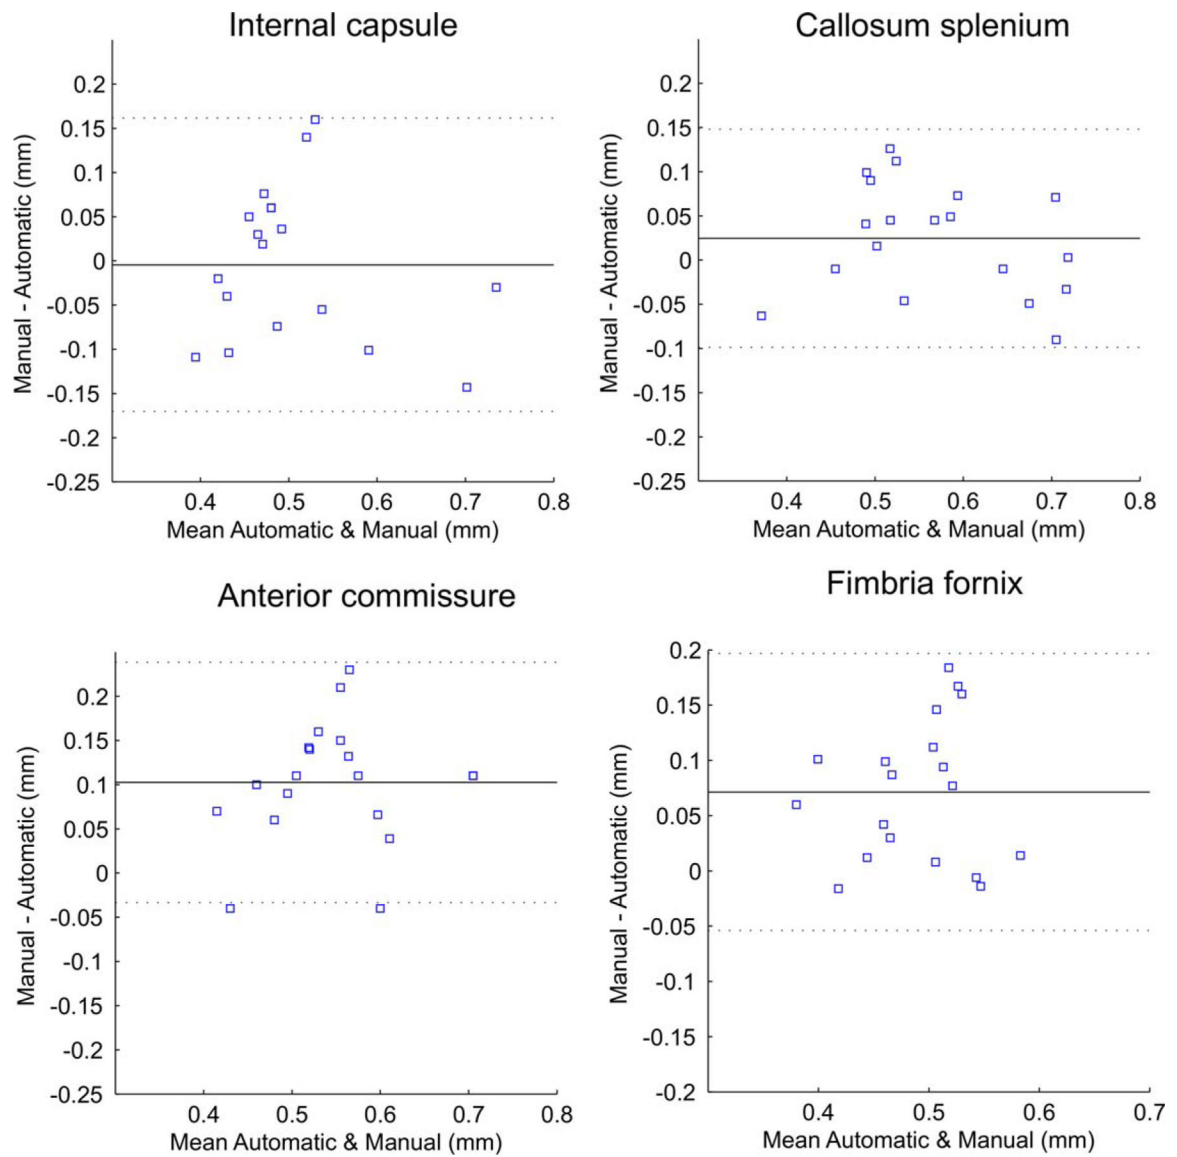 Internal capsule
Manual - Automatic (mm)
0.2
0.15
0.1
0.05
0
-0.05
-0.1
-0.15
-0.2
-0.25
0.4 0.5 0.6 0.7 0.8
Mean Automatic & Manual (mm)
Callosum splenium
Manual - Automatic (mm)
0.2
0.15
0.1
0.05
0
-0.05
-0.1
-0.15
-0.2
-0.25
0.4 0.5 0.6 0.7 0.8
Mean Automatic & Manual (mm)
Anterior commissure
Manual - Automatic (mm)
0.2
0.15
0.1
0.05
0
-0.05
-0.1
-0.15
-0.2
-0.25
0.4 0.5 0.6 0.7 0.8
Mean Automatic & Manual (mm)
Fimbria fornix
Manual - Automatic (mm)
0.2
0.15
0.1
0.05
0
-0.05
-0.1
-0.15
-0.2
0.4 0.5 0.6 0.7
Mean Automatic & Manual (mm)